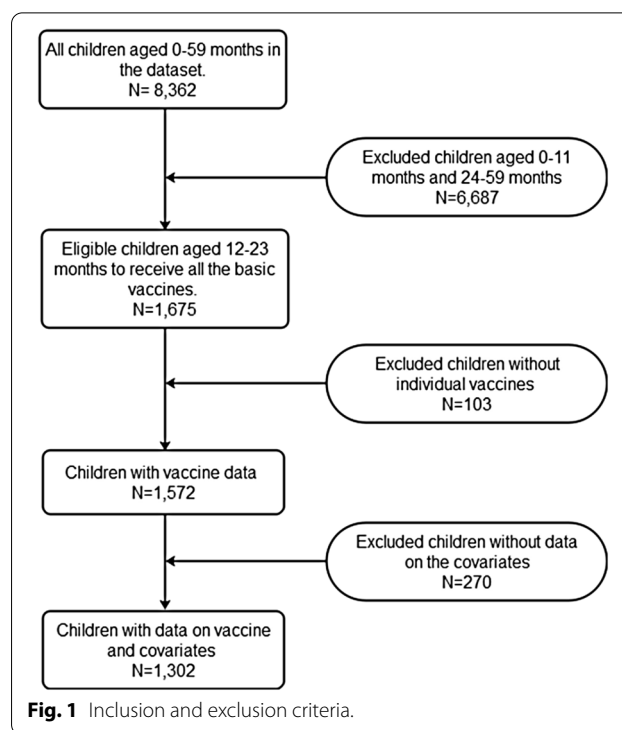 All children aged 0-59 months in
the dataset.
N= 8,362
Excluded children aged 0-11
months and 24-59 months
N=6,687
Eligible children aged 12-23
months to receive all the basic
vaccines.
N=1,675
Excluded children without
individual vaccines
N=103
Children with vaccine data
N=1,572
Excluded children without data
on the covariates
N=270
Children with data on vaccine
and covariates
N=1,302
Fig. 1 Inclusion and exclusion criteria.